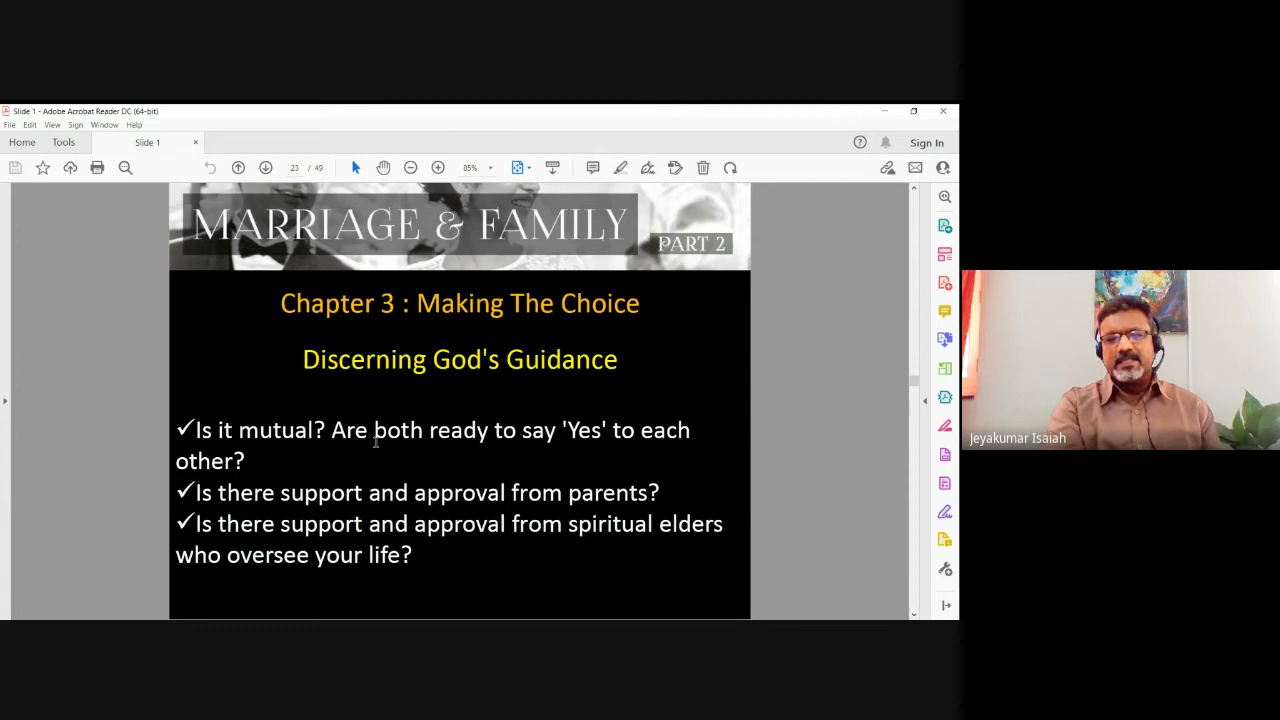 Slide 1 - Adobe Acrobat Reader DC (64-bit)
File Edit View Sign Window Help
Home Tools Slide 1 × Sign In
23 / 49 85%
MARRIAGE & FAMILY
PART 2
Chapter 3 : Making The Choice
Discerning God's Guidance
✓Is it mutual? Are both ready to say 'Yes' to each
other?
✓Is there support and approval from parents?
✓Is there support and approval from spiritual elders
who oversee your life?
Jeyakumar Isaiah